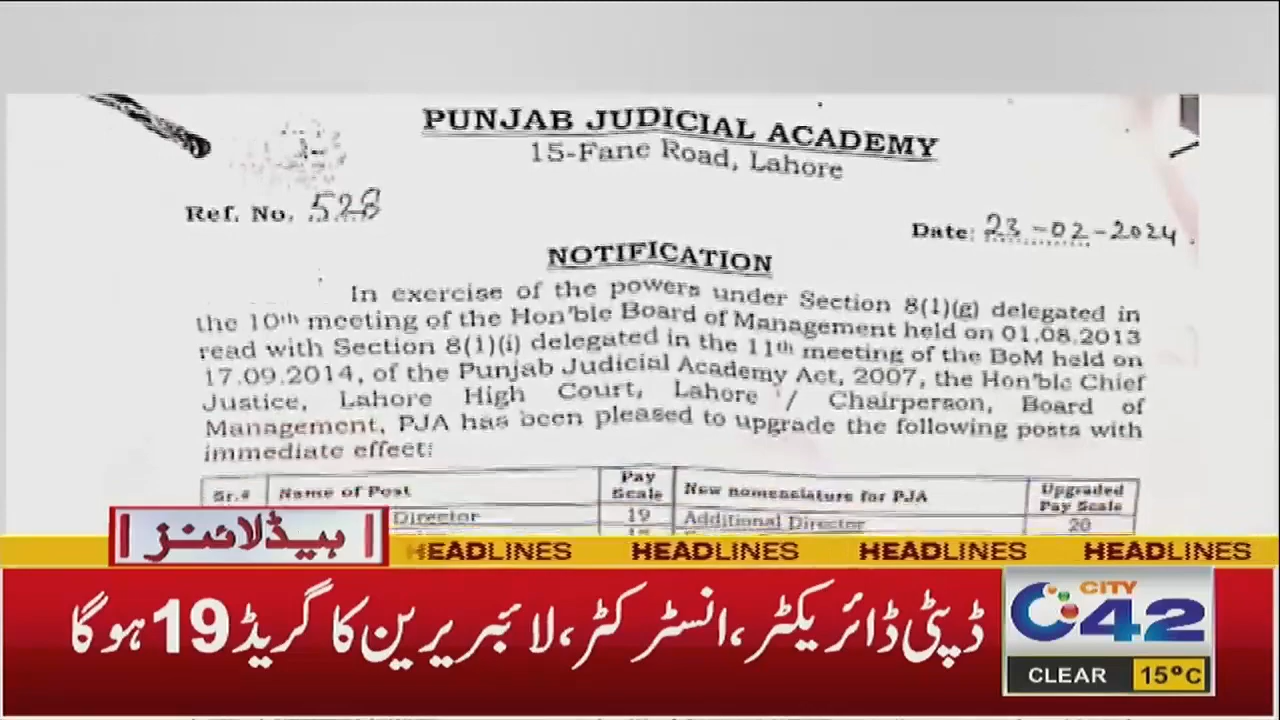 PUNJAB JUDICIAL ACADEMY
15-Fane Road, Lahore
Ref. No. 528
Date: 23-02-2024
NOTIFICATION
In exercise of the powers under Section 8(1)(g) delegated in
the 10th meeting of the Hon'ble Board of Management held on 01.08.2013
read with Section 8(1)(i) delegated in the 11th meeting of the BoM held on
17.09.2014, of the Punjab Judicial Academy Act, 2007, the Hon'ble Chief
Justice, Lahore High Court, Lahore / Chairperson, Board of
Management, PJA has been pleased to upgrade the following posts with
immediate effect:
Sr.# Name of Post Pay Scale New nomenclature for PJA Upgraded Pay Scale
Director 19 Additional Director 20
ہیڈلائنز
HEADLINES HEADLINES HEADLINES HEADLINES
ڈپٹی ڈائریکٹر، انسٹرکٹر، لائبریرین کا گریڈ 19 ہوگا
CITY
42
CLEAR 15°C